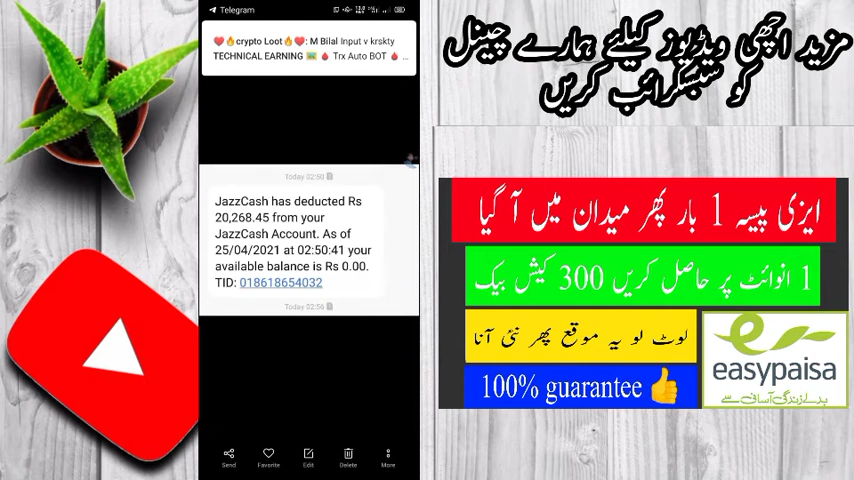 Telegram
❤️🔥crypto Loot🔥❤️: M Bilal Input v krskty
TECHNICAL EARNING 🖼️ 🩸 Trx Auto BOT 🩸 ...
Today 02:50
JazzCash has deducted Rs
20,268.45 from your
JazzCash Account. As of
25/04/2021 at 02:50:41 your
available balance is Rs 0.00.
TID: 018618654032
Today 02:56
Send Favorite Edit Delete More
مزید اچھی ویڈیوز کیلئے ہمارے چینل
کو سبسکرائب کریں
ایزی پیسہ 1 بار پھر میدان میں آ گیا
1 انوائٹ پر حاصل کریں 300 کیش بیک
لوٹ لو یہ موقع پھر نئی آنا
100% guarantee 👍
easypaisa
بدلے زندگی آسانی سے